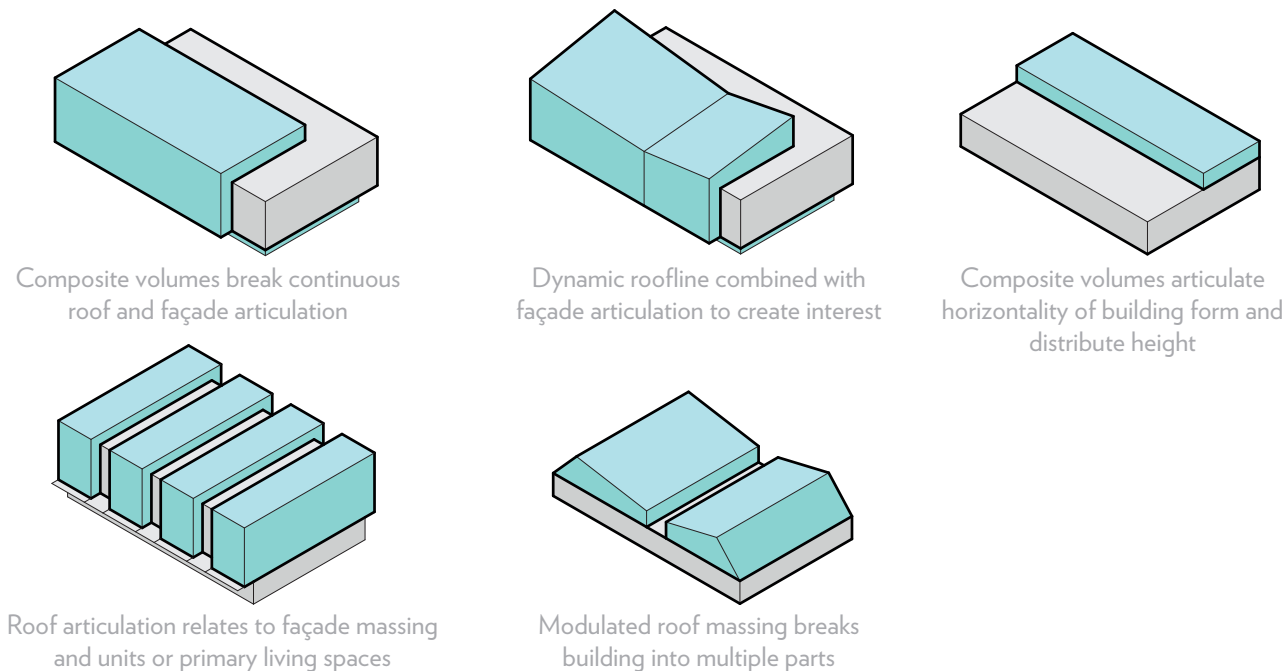 Composite volumes break continuous
roof and façade articulation
Dynamic roofline combined with
façade articulation to create interest
Composite volumes articulate
horizontality of building form and
distribute height
Roof articulation relates to façade massing
and units or primary living spaces
Modulated roof massing breaks
building into multiple parts